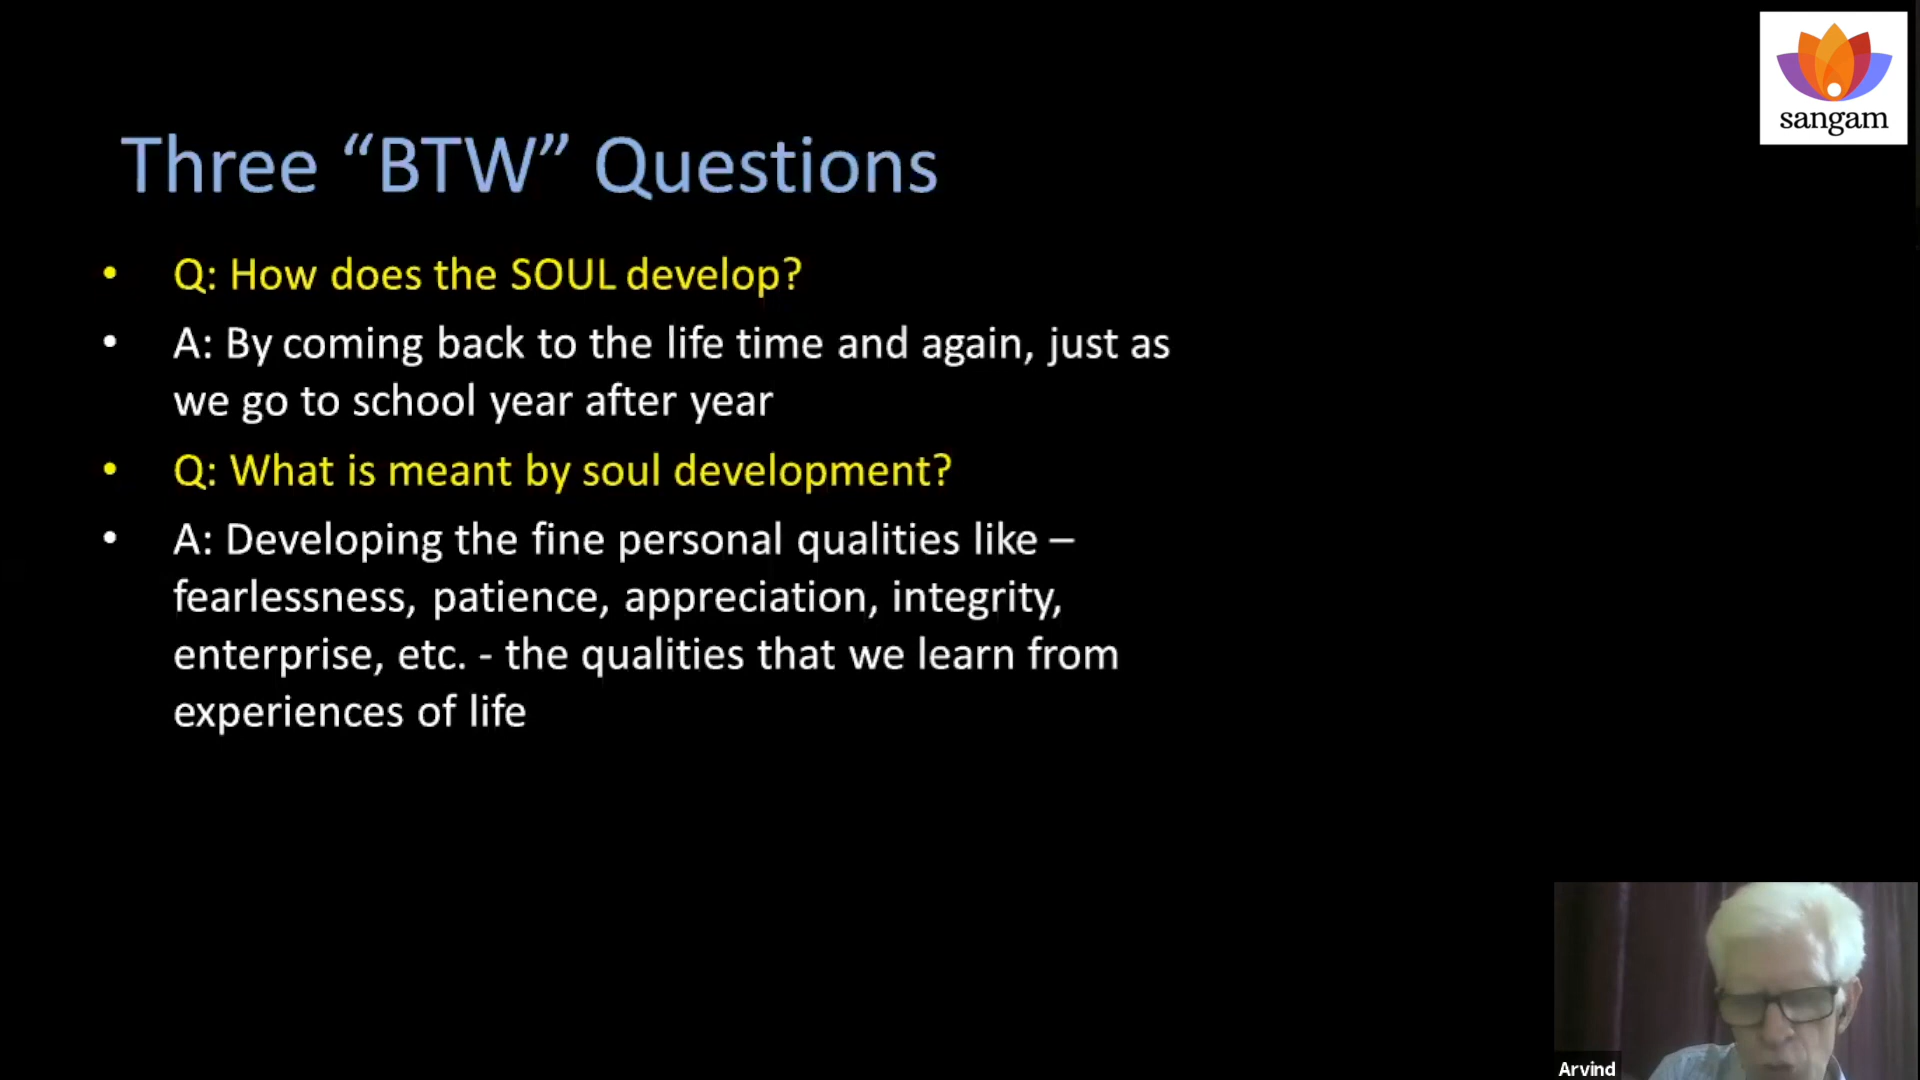 sangam
Three “BTW” Questions
• Q: How does the SOUL develop?
• A: By coming back to the life time and again, just as
we go to school year after year
• Q: What is meant by soul development?
• A: Developing the fine personal qualities like –
fearlessness, patience, appreciation, integrity,
enterprise, etc. - the qualities that we learn from
experiences of life
Arvind